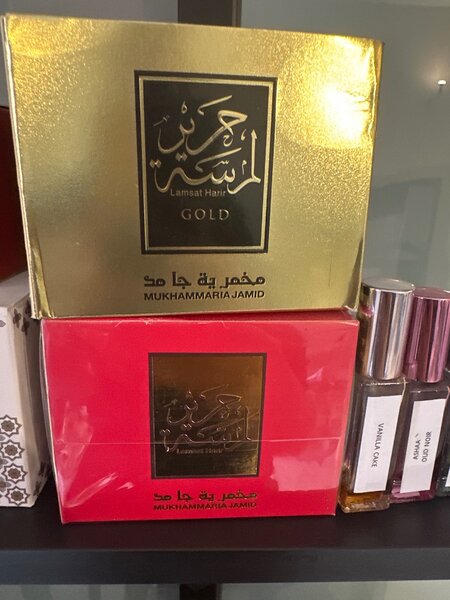 لمسة حرير
Lamsat Harir
GOLD
مخمرية جامد
MUKHAMMARIA JAMID
لمسة حرير
Lamsat Harir
مخمرية جامد
MUKHAMMARIA JAMID
VANILLA CAKE
ASHAA'
OUD NOIR